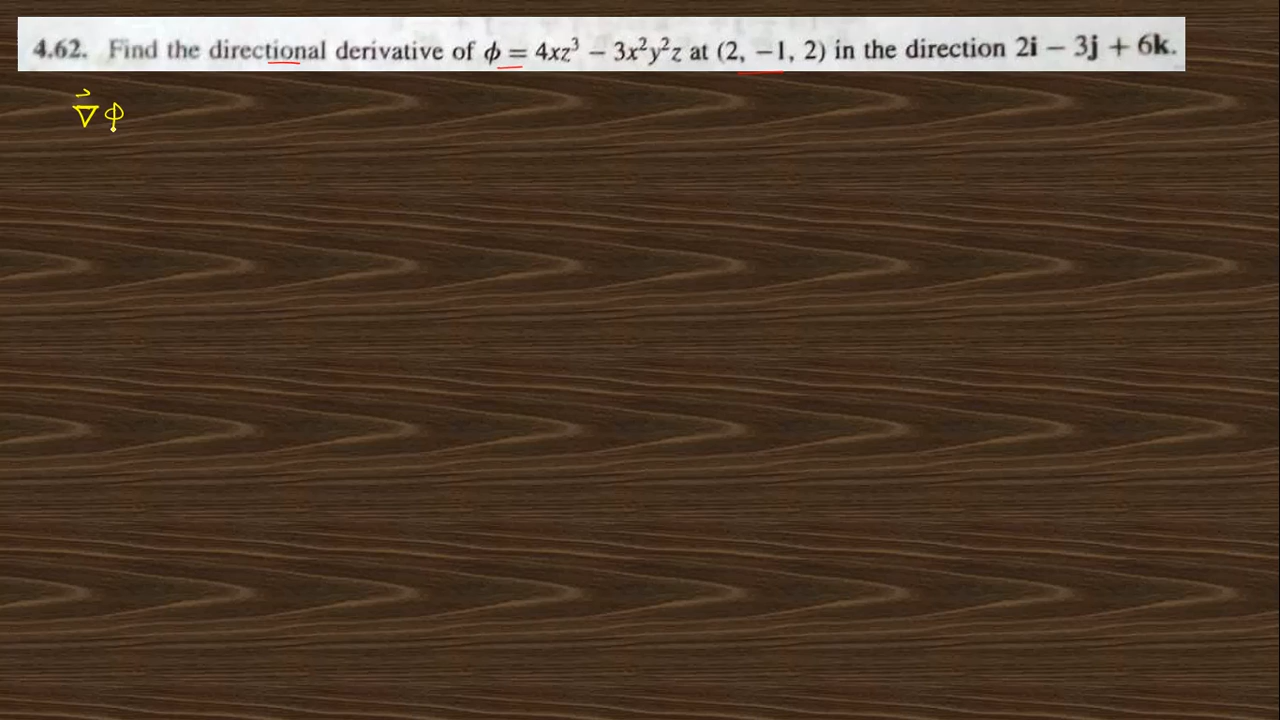 4.62. Find the directional derivative of ϕ = 4xz³ − 3x²y²z at (2, −1, 2) in the direction 2i − 3j + 6k.
∇⃗ϕ